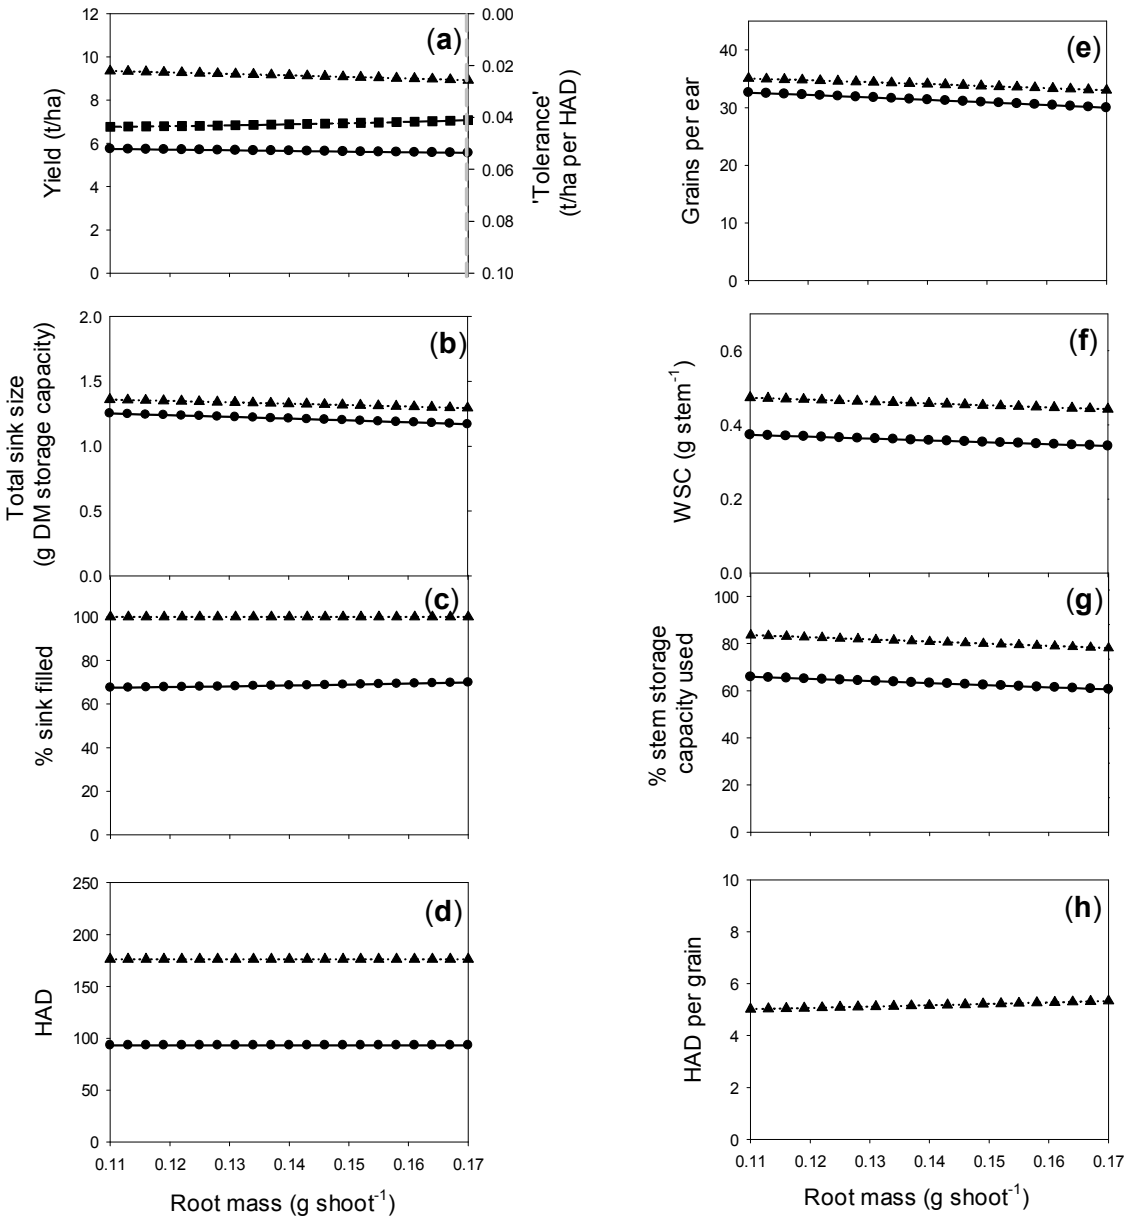 (a)
Yield (t/ha)
12
10
8
6
4
2
0
0.00
0.02
0.04
0.06
0.08
0.10
'Tolerance'
(t/ha per HAD)
(e)
Grains per ear
40
30
20
10
0
(b)
Total sink size
(g DM storage capacity)
2.0
1.5
1.0
0.5
0.0
(f)
WSC (g stem⁻¹)
0.6
0.4
0.2
0.0
(c)
% sink filled
100
80
60
40
20
0
(g)
% stem storage
capacity used
100
80
60
40
20
0
(d)
HAD
250
200
150
100
50
0
0.11 0.12 0.13 0.14 0.15 0.16 0.17
Root mass (g shoot⁻¹)
(h)
HAD per grain
10
8
6
4
2
0
0.11 0.12 0.13 0.14 0.15 0.16 0.17
Root mass (g shoot⁻¹)